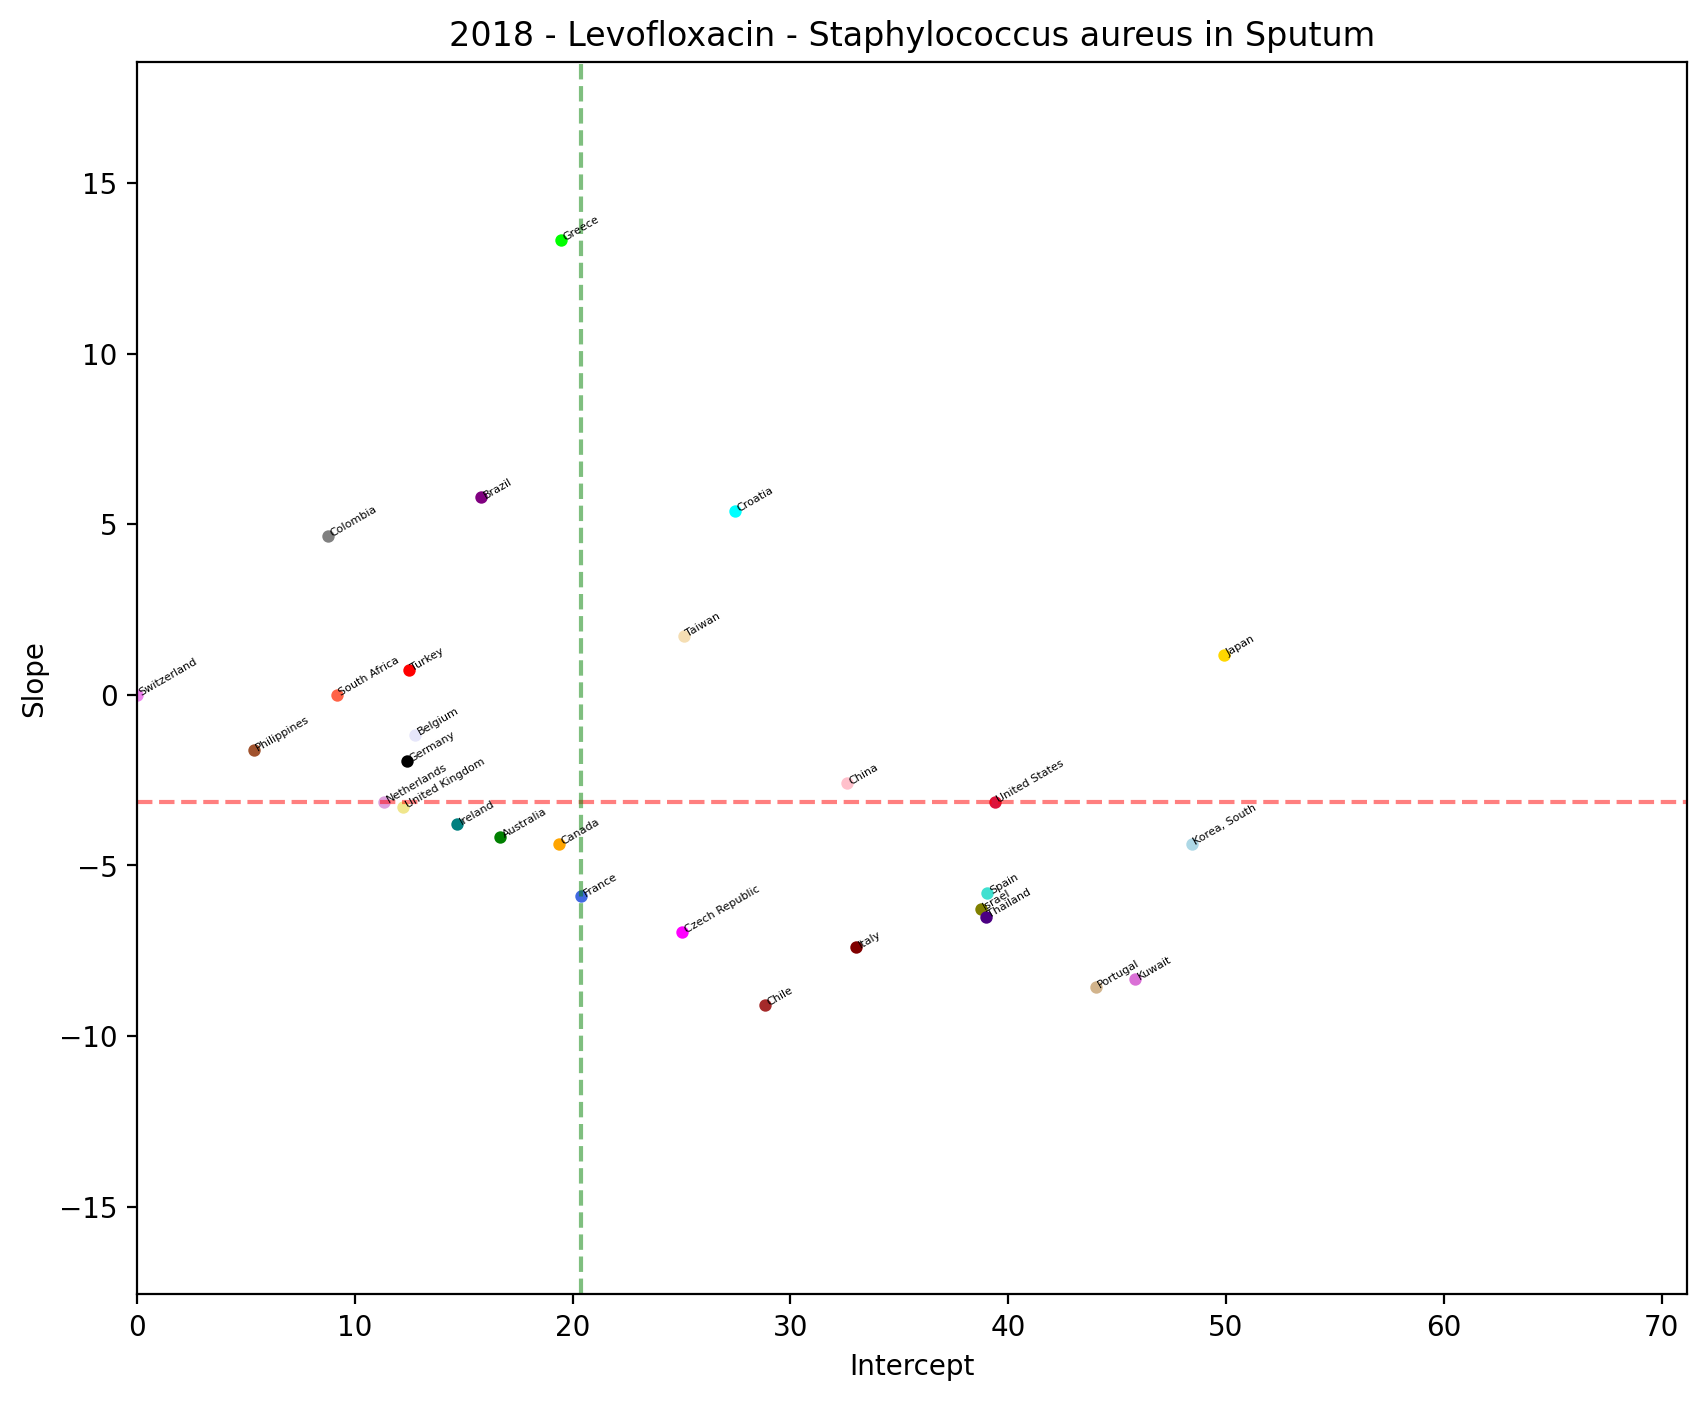 2018 - Levofloxacin - Staphylococcus aureus in Sputum
15
10
5
0
−5
−10
−15
Slope
Greece
Brazil
Croatia
Colombia
Taiwan
Japan
Turkey
South Africa
Switzerland
Belgium
Philippines
Germany
China
Netherlands
United Kingdom
United States
Ireland
Australia
Canada
Korea, South
France
Spain
Israel
Thailand
Czech Republic
Italy
Kuwait
Portugal
Chile
0 10 20 30 40 50 60 70
Intercept